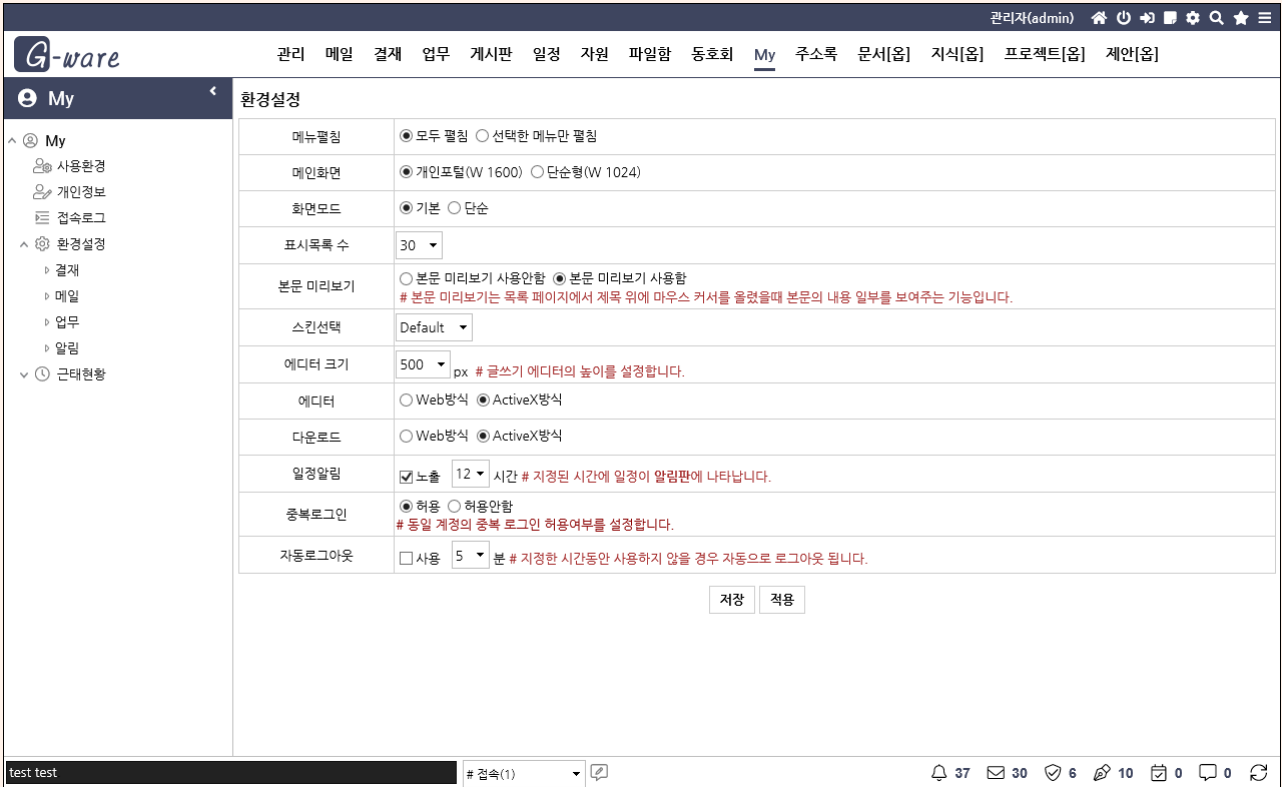 관리자(admin)
G-ware 관리 메일 결재 업무 게시판 일정 자원 파일함 동호회 My 주소록 문서[옵] 지식[옵] 프로젝트[옵] 제안[옵]
My
환경설정
My
사용환경
개인정보
접속로그
환경설정
결재
메일
업무
알림
근태현황
메뉴펼침 모두 펼침 선택한 메뉴만 펼침
메인화면 개인포털(W 1600) 단순형(W 1024)
화면모드 기본 단순
표시목록 수 30
본문 미리보기 본문 미리보기 사용안함 본문 미리보기 사용함
# 본문 미리보기는 목록 페이지에서 제목 위에 마우스 커서를 올렸을때 본문의 내용 일부를 보여주는 기능입니다.
스킨선택 Default
에디터 크기 500 px # 글쓰기 에디터의 높이를 설정합니다.
에디터 Web방식 ActiveX방식
다운로드 Web방식 ActiveX방식
일정알림 노출 12 시간 # 지정된 시간에 일정이 알림판에 나타납니다.
중복로그인 허용 허용안함
# 동일 계정의 중복 로그인 허용여부를 설정합니다.
자동로그아웃 사용 5 분 # 지정한 시간동안 사용하지 않을 경우 자동으로 로그아웃 됩니다.
저장 적용
test test # 접속(1) 37 30 6 10 0 0